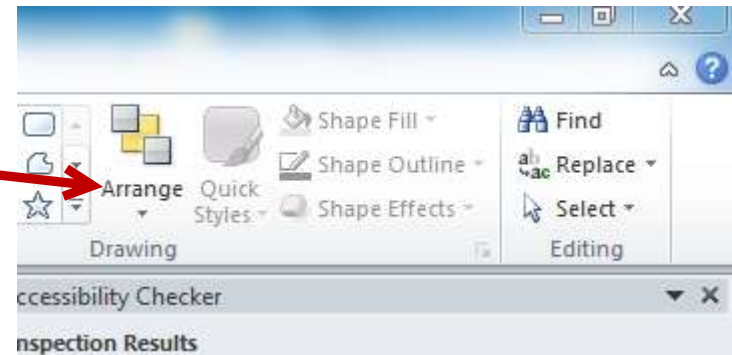 Shape Fill
Find
Shape Outline
Replace
Arrange
Quick Styles
Shape Effects
Select
Drawing
Editing
ccessibility Checker
nspection Results